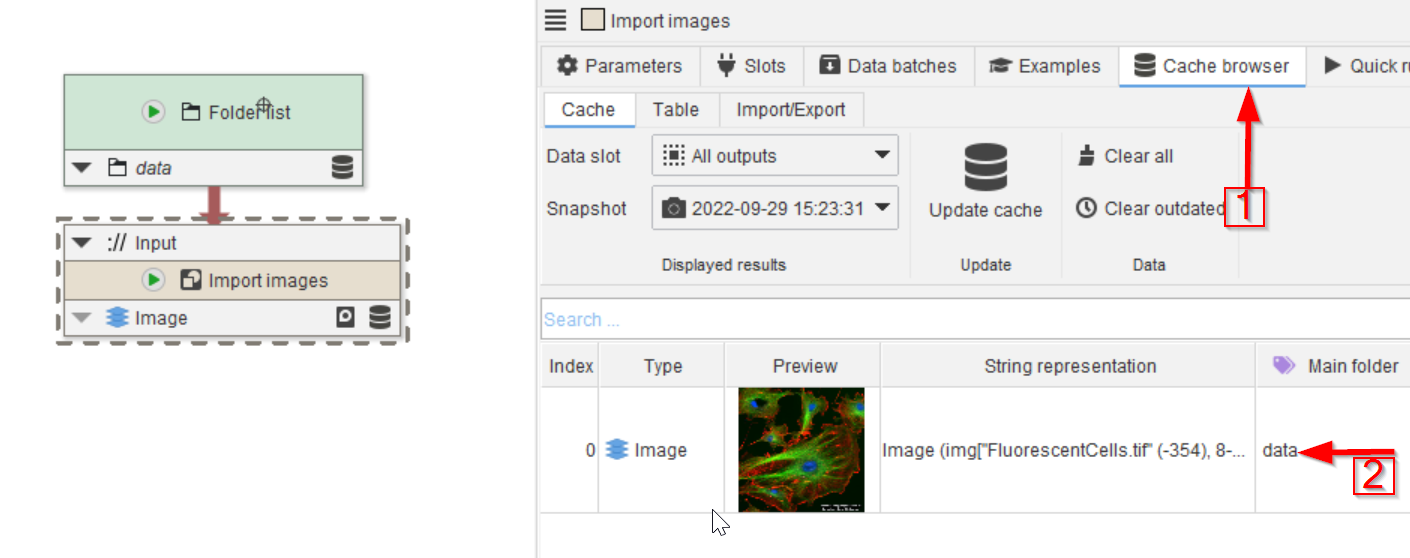 Import images
Parameters Slots Data batches Examples Cache browser Quick
Cache Table Import/Export
Folder list
data
Input
Import images
Image
Data slot All outputs Clear all
Snapshot 2022-09-29 15:23:31 Update cache Clear outdated 1
Displayed results Update Data
Search ...
Index Type Preview String representation Main folder
0 Image Image (img["FluorescentCells.tif" (-354), 8-... data
2